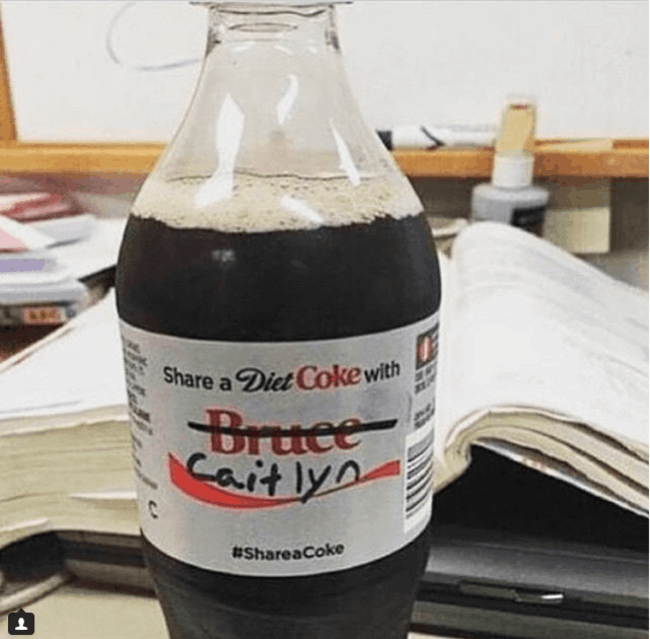 Share a Diet Coke with
Bruce
Caitlyn
#ShareaCoke
C